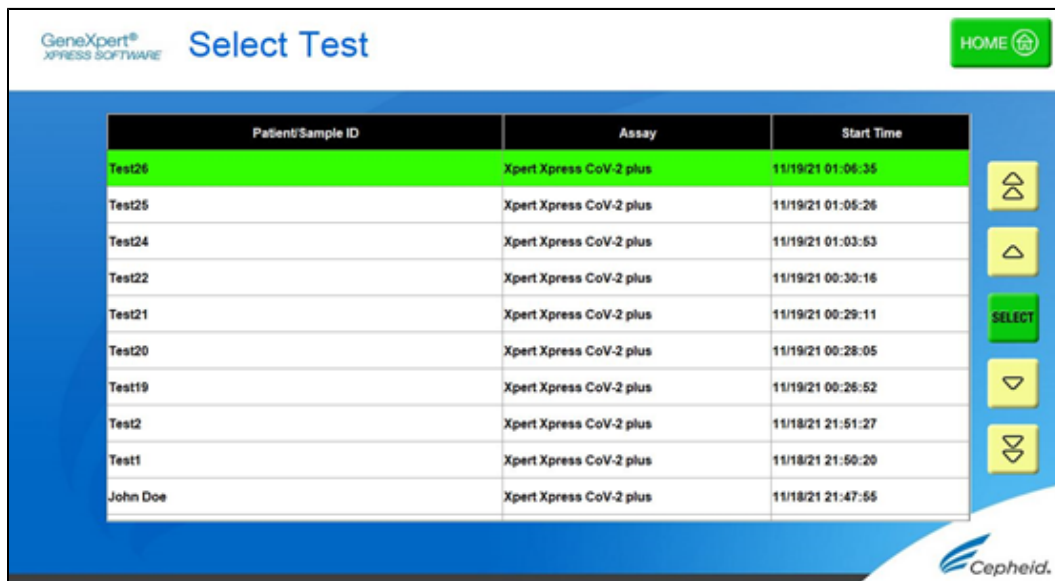 GeneXpert® Select Test HOME
XPRESS SOFTWARE
Patient/Sample ID Assay Start Time
Test26 Xpert Xpress CoV-2 plus 11/19/21 01:06:35
Test25 Xpert Xpress CoV-2 plus 11/19/21 01:05:26
Test24 Xpert Xpress CoV-2 plus 11/19/21 01:03:53
Test22 Xpert Xpress CoV-2 plus 11/19/21 00:30:16
Test21 Xpert Xpress CoV-2 plus 11/19/21 00:29:11 SELECT
Test20 Xpert Xpress CoV-2 plus 11/19/21 00:28:05
Test19 Xpert Xpress CoV-2 plus 11/19/21 00:26:52
Test2 Xpert Xpress CoV-2 plus 11/18/21 21:51:27
Test1 Xpert Xpress CoV-2 plus 11/18/21 21:50:20
John Doe Xpert Xpress CoV-2 plus 11/18/21 21:47:55
Cepheid.